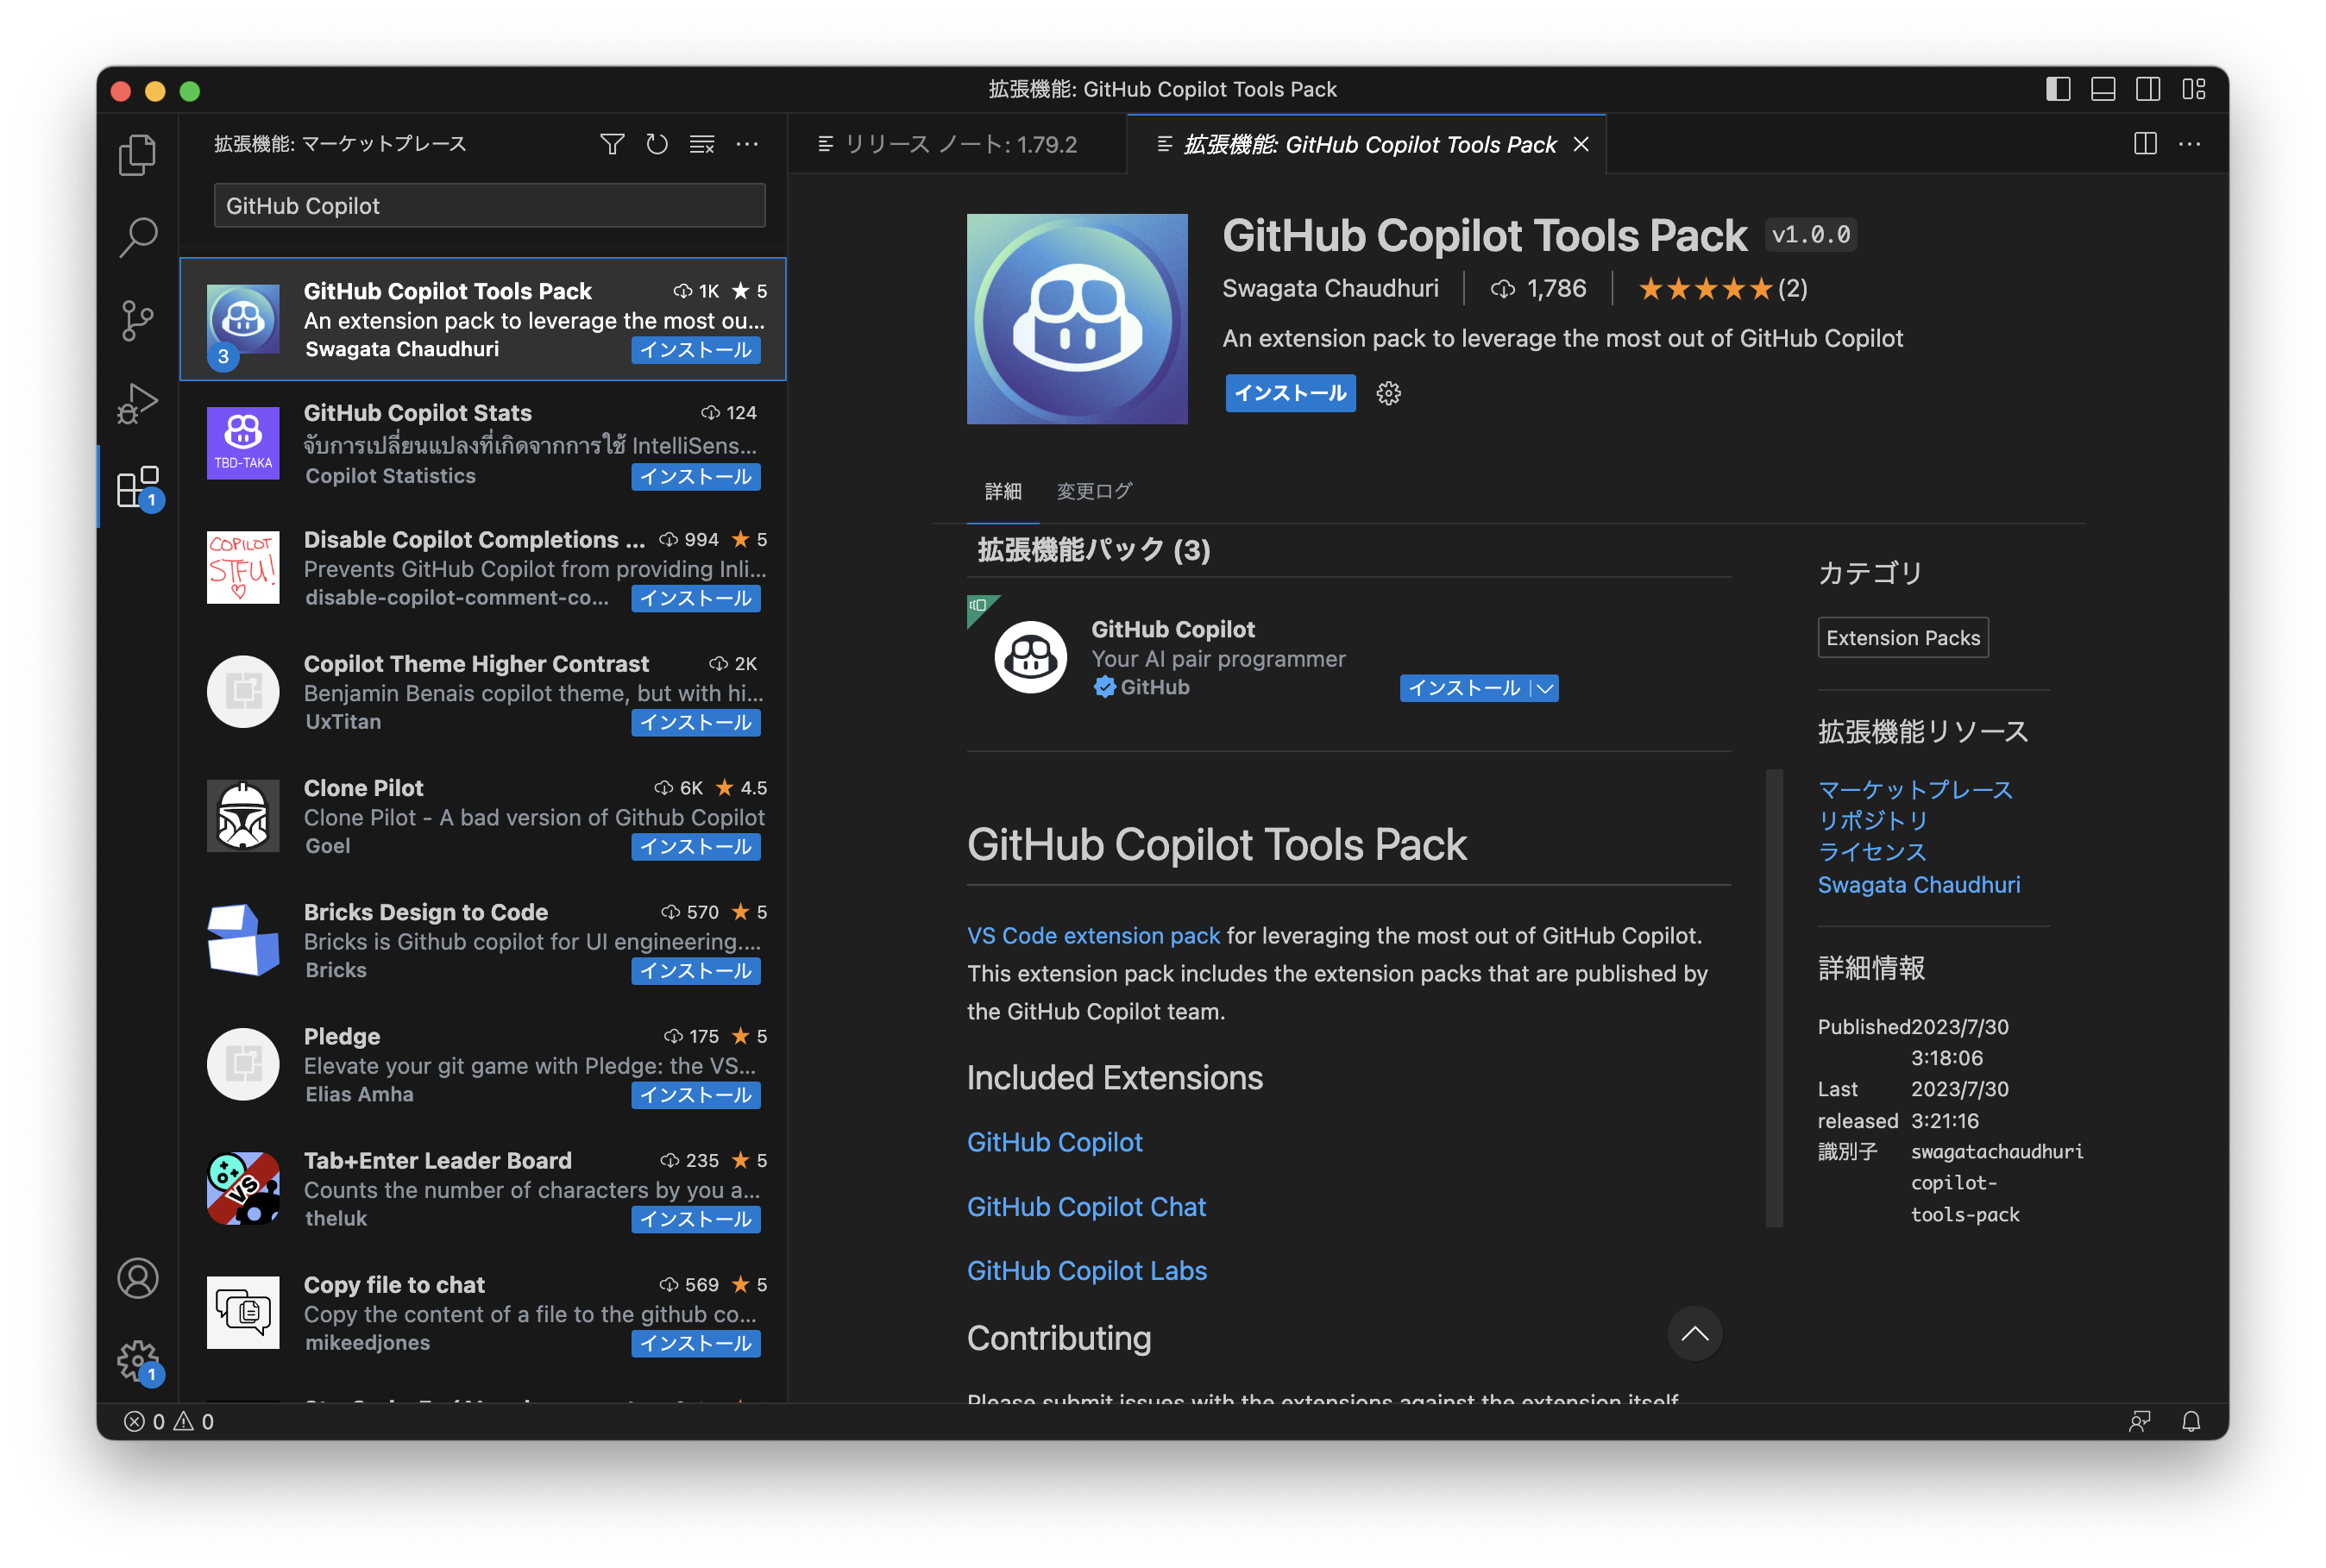 拡張機能: GitHub Copilot Tools Pack
拡張機能: マーケットプレース
GitHub Copilot
GitHub Copilot Tools Pack 1K ★ 5
An extension pack to leverage the most ou...
Swagata Chaudhuri インストール
3
GitHub Copilot Stats 124
จับการเปลี่ยนแปลงที่เกิดจากการใช้ IntelliSens...
Copilot Statistics インストール
TBD-TAKA
Disable Copilot Completions ... 994 ★ 5
Prevents GitHub Copilot from providing Inli...
disable-copilot-comment-co... インストール
COPILOT
STFU!
Copilot Theme Higher Contrast 2K
Benjamin Benais copilot theme, but with hi...
UxTitan インストール
Clone Pilot 6K ★ 4.5
Clone Pilot - A bad version of Github Copilot
Goel インストール
Bricks Design to Code 570 ★ 5
Bricks is Github copilot for UI engineering....
Bricks インストール
Pledge 175 ★ 5
Elevate your git game with Pledge: the VS...
Elias Amha インストール
Tab+Enter Leader Board 235 ★ 5
Counts the number of characters by you a...
theluk インストール
VS
Copy file to chat 569 ★ 5
Copy the content of a file to the github co...
mikeedjones インストール
1
1
リリース ノート: 1.79.2
拡張機能: GitHub Copilot Tools Pack
GitHub Copilot Tools Pack v1.0.0
Swagata Chaudhuri 1,786 ★★★★★(2)
An extension pack to leverage the most out of GitHub Copilot
インストール
詳細 変更ログ
拡張機能パック (3)
GitHub Copilot
Your AI pair programmer
GitHub インストール
GitHub Copilot Tools Pack
VS Code extension pack for leveraging the most out of GitHub Copilot.
This extension pack includes the extension packs that are published by
the GitHub Copilot team.
Included Extensions
GitHub Copilot
GitHub Copilot Chat
GitHub Copilot Labs
Contributing
Please submit issues with the extensions against the extension itself
カテゴリ
Extension Packs
拡張機能リソース
マーケットプレース
リポジトリ
ライセンス
Swagata Chaudhuri
詳細情報
Published 2023/7/30
3:18:06
Last 2023/7/30
released 3:21:16
識別子 swagatachaudhuri
copilot-
tools-pack
0 0